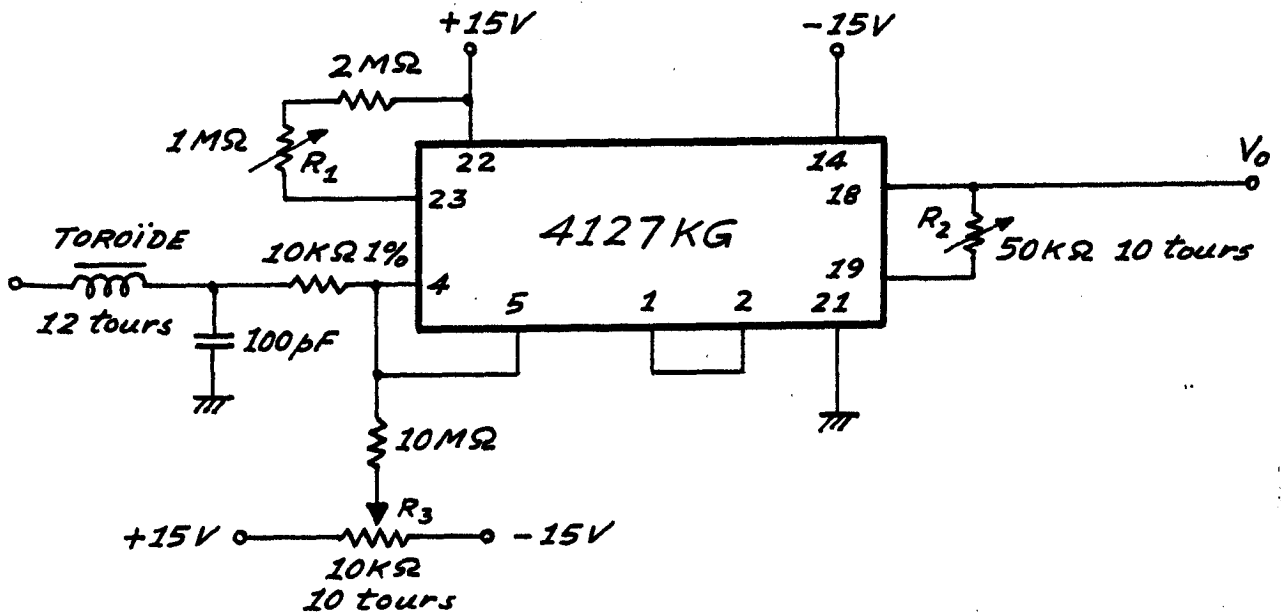 +15V
-15V
2MΩ
1MΩ
R1
22
14
23
18
Vo
4127KG
R2
50KΩ 10 tours
TOROÏDE
10KΩ 1%
4
19
5
1
2
21
12 tours
100pF
10MΩ
R3
+15V
-15V
10KΩ
10 tours